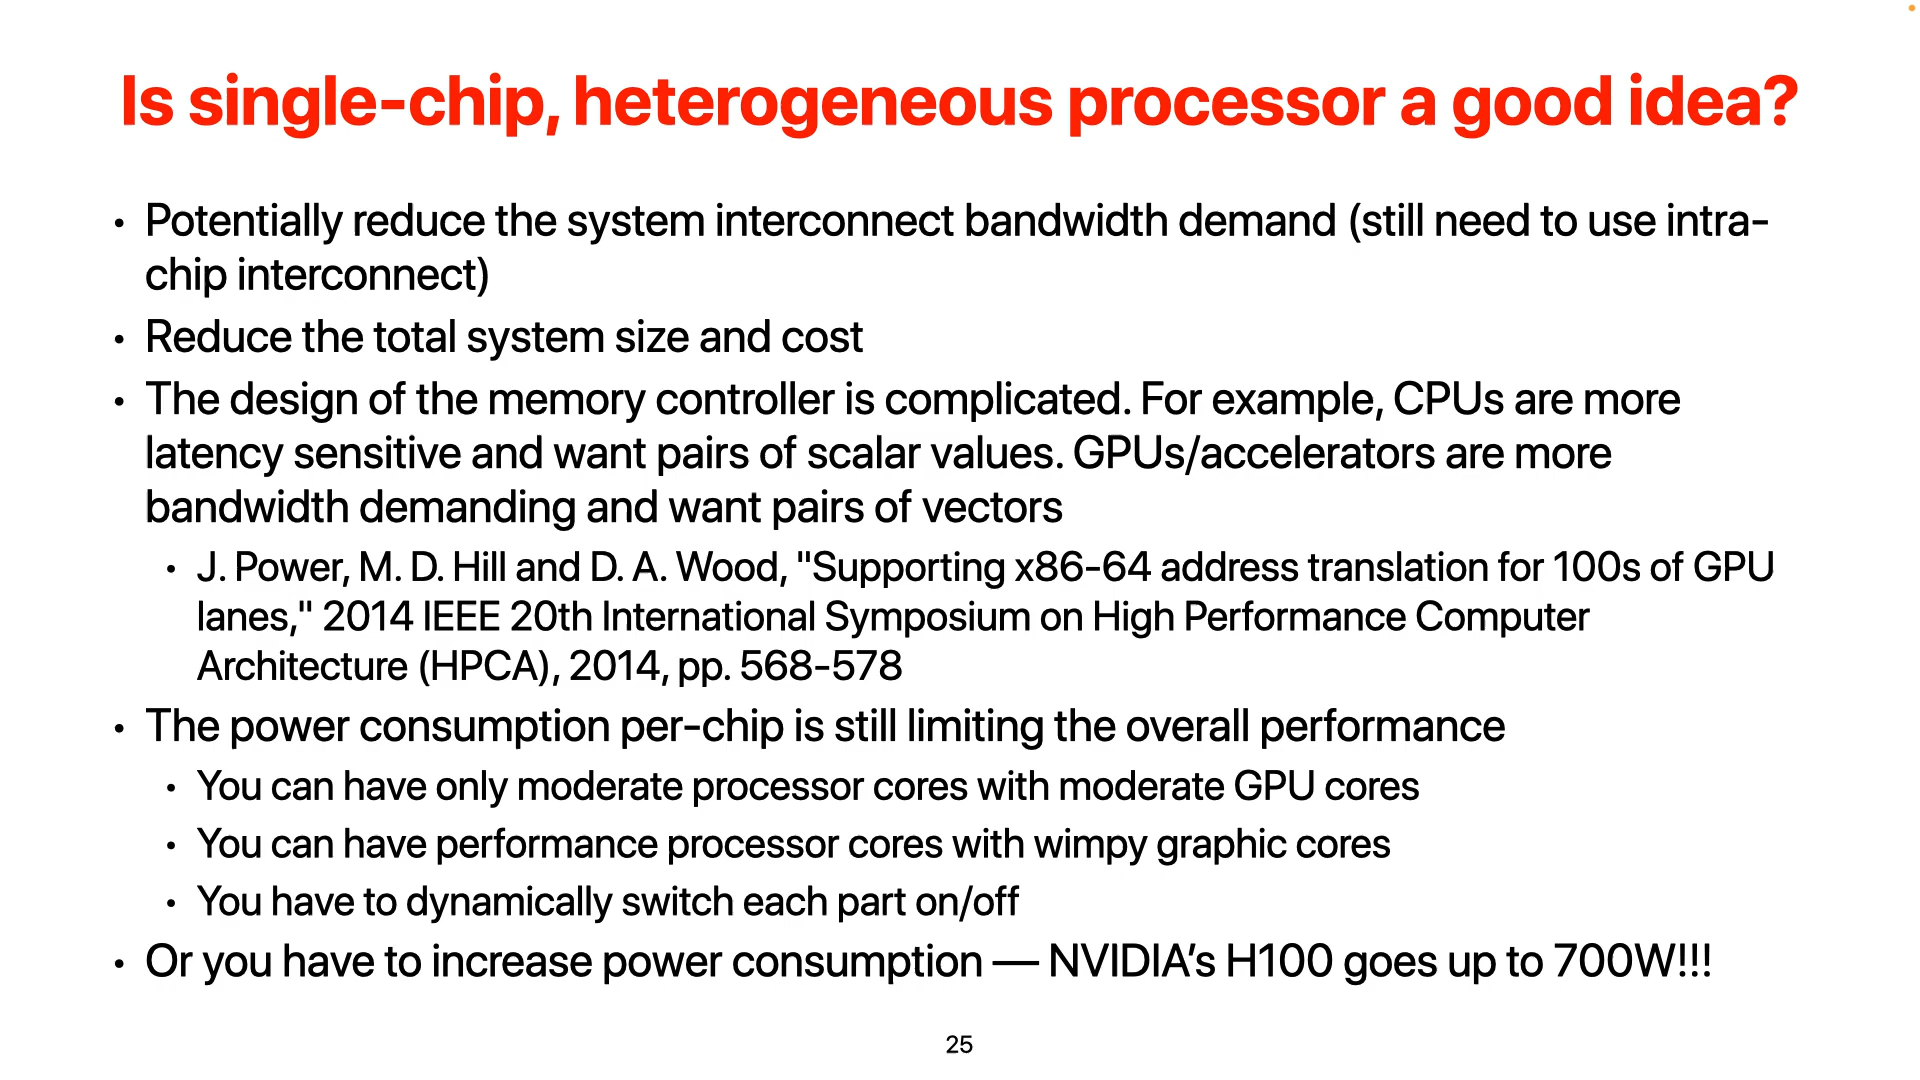 Is single-chip, heterogeneous processor a good idea?
• Potentially reduce the system interconnect bandwidth demand (still need to use intra-
chip interconnect)
• Reduce the total system size and cost
• The design of the memory controller is complicated. For example, CPUs are more
latency sensitive and want pairs of scalar values. GPUs/accelerators are more
bandwidth demanding and want pairs of vectors
• J. Power, M. D. Hill and D. A. Wood, "Supporting x86-64 address translation for 100s of GPU
lanes," 2014 IEEE 20th International Symposium on High Performance Computer
Architecture (HPCA), 2014, pp. 568-578
• The power consumption per-chip is still limiting the overall performance
• You can have only moderate processor cores with moderate GPU cores
• You can have performance processor cores with wimpy graphic cores
• You have to dynamically switch each part on/off
• Or you have to increase power consumption — NVIDIA’s H100 goes up to 700W!!!
25